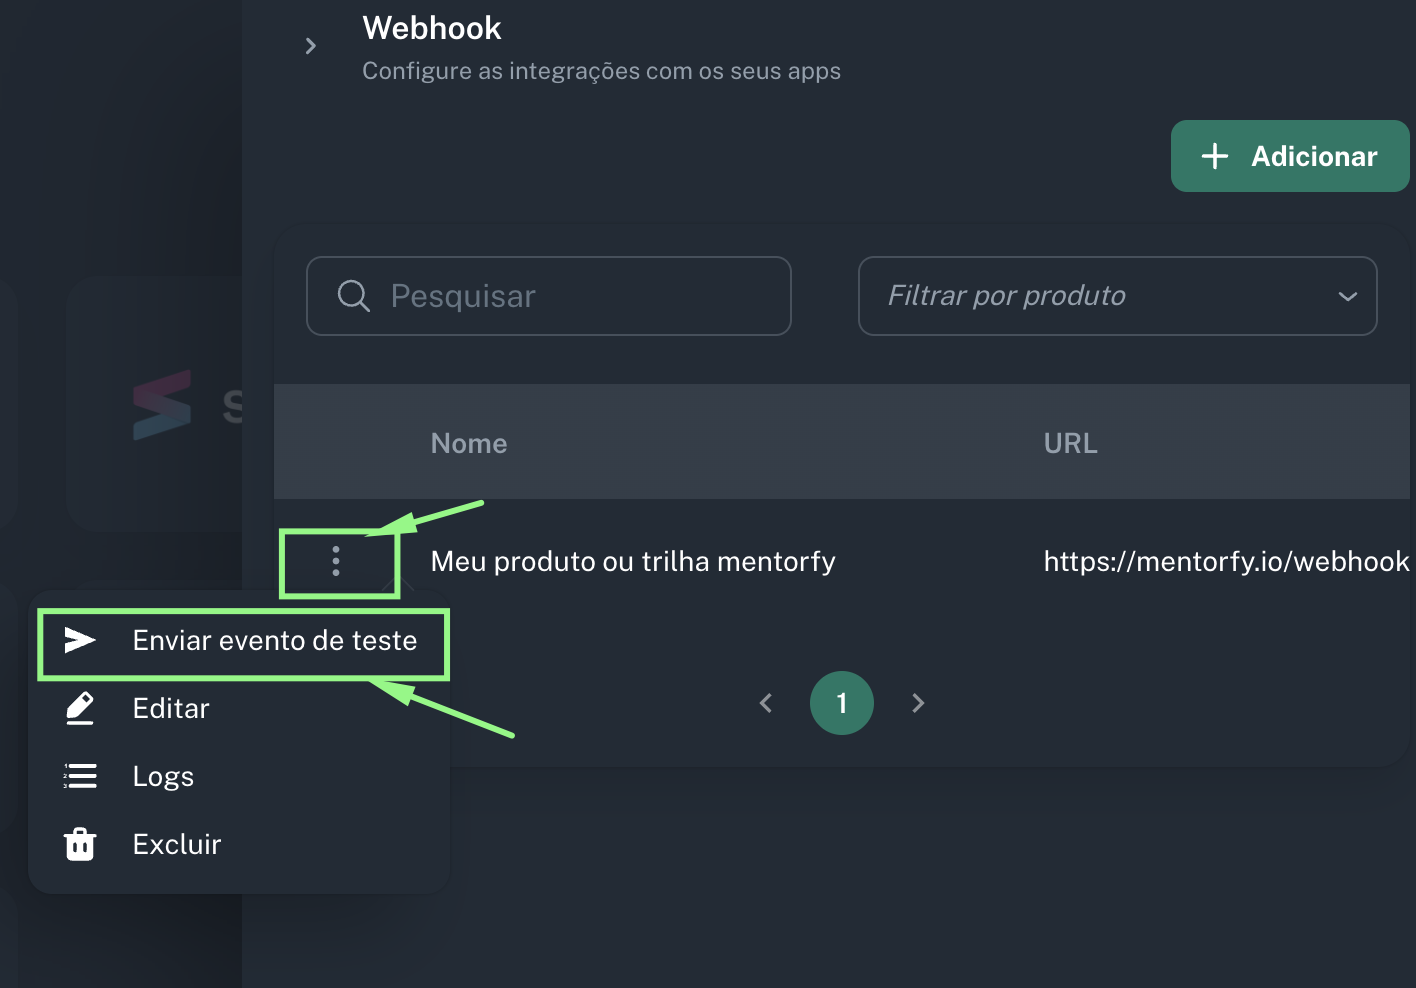 Webhook
Configure as integrações com os seus apps
Adicionar
Pesquisar
Filtrar por produto
S
Nome
URL
Meu produto ou trilha mentorfy
https://mentorfy.io/webhook
Enviar evento de teste
Editar
Logs
Excluir
1